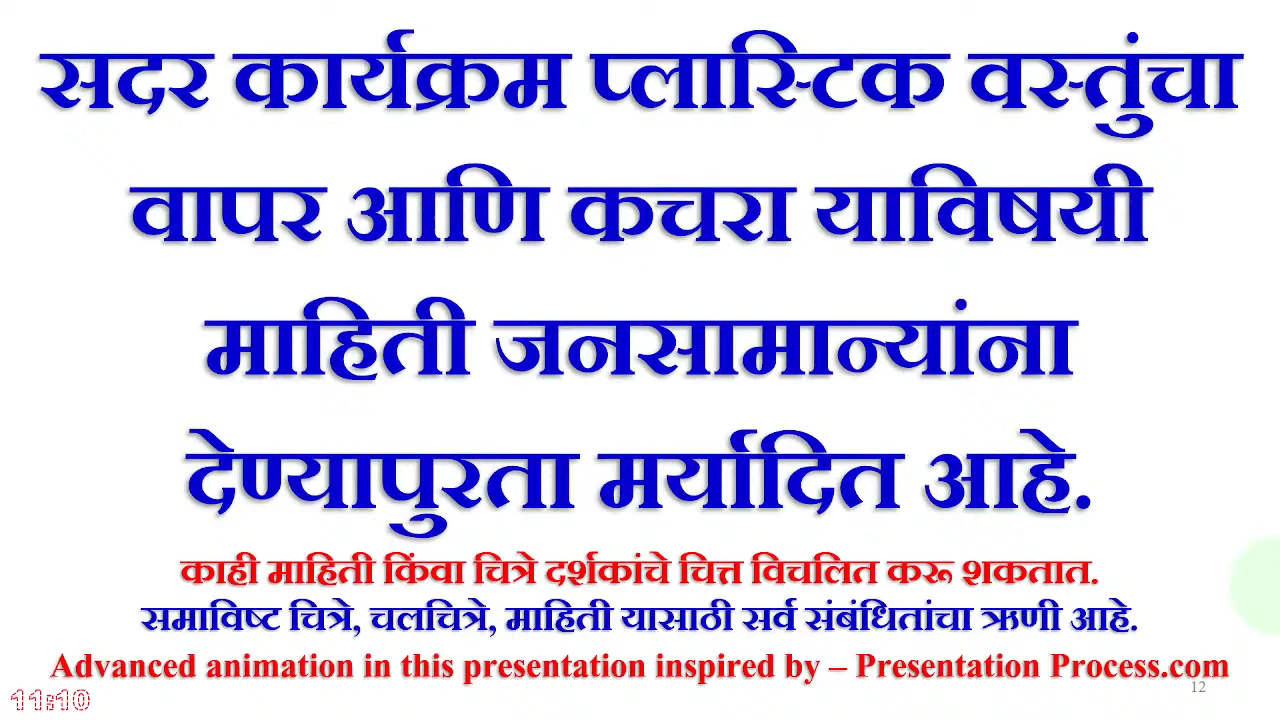 सदर कार्यक्रम प्लास्टिक वस्तुंचा
वापर आणि कचरा याविषयी
माहिती जनसामान्यांना
देण्यापुरता मर्यादित आहे.
काही माहिती किंवा चित्रे दर्शकांचे चित्त विचलित करू शकतात.
समाविष्ट चित्रे, चलचित्रे, माहिती यासाठी सर्व संबंधितांचा ऋणी आहे.
Advanced animation in this presentation inspired by – Presentation Process.com
11:10
12